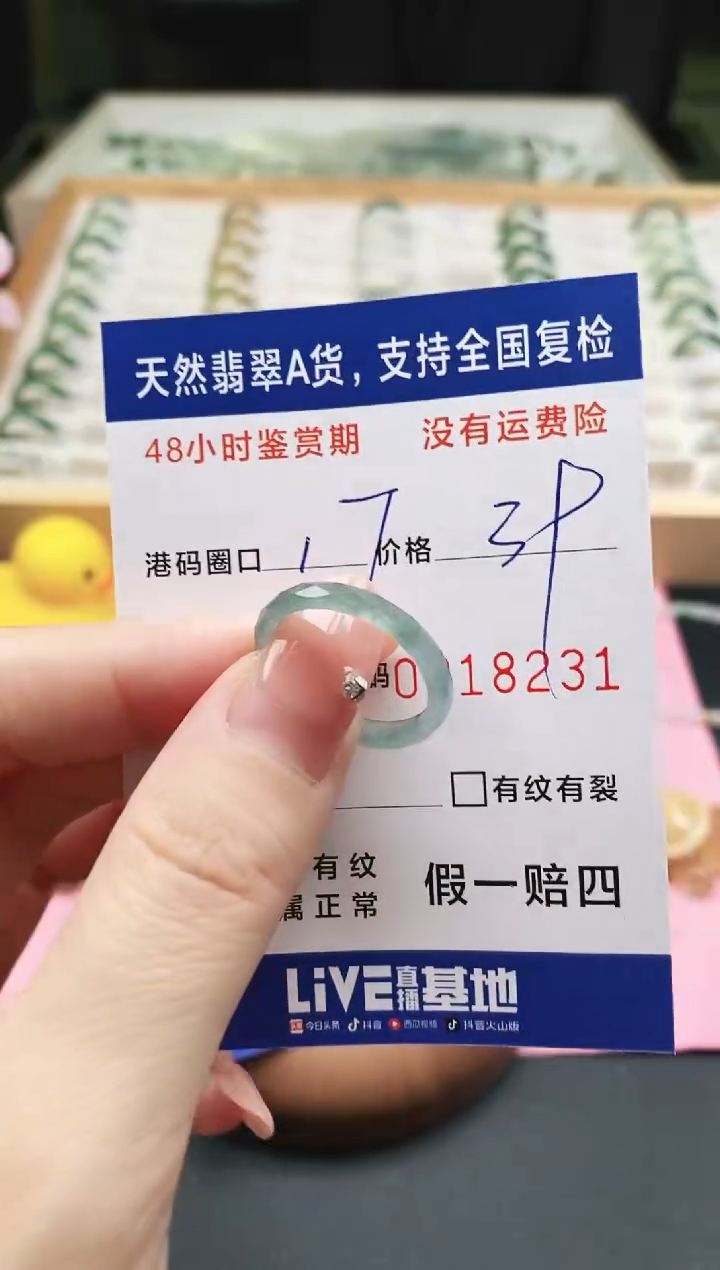 天然翡翠A货，支持全国复检
48小时鉴赏期 没有运费险
港码圈口 17 价格 3P
码0 18231
□有纹有裂
有纹
属正常
假一赔四
LiVE直播基地
今日头条 抖音 西瓜视频 抖音火山版